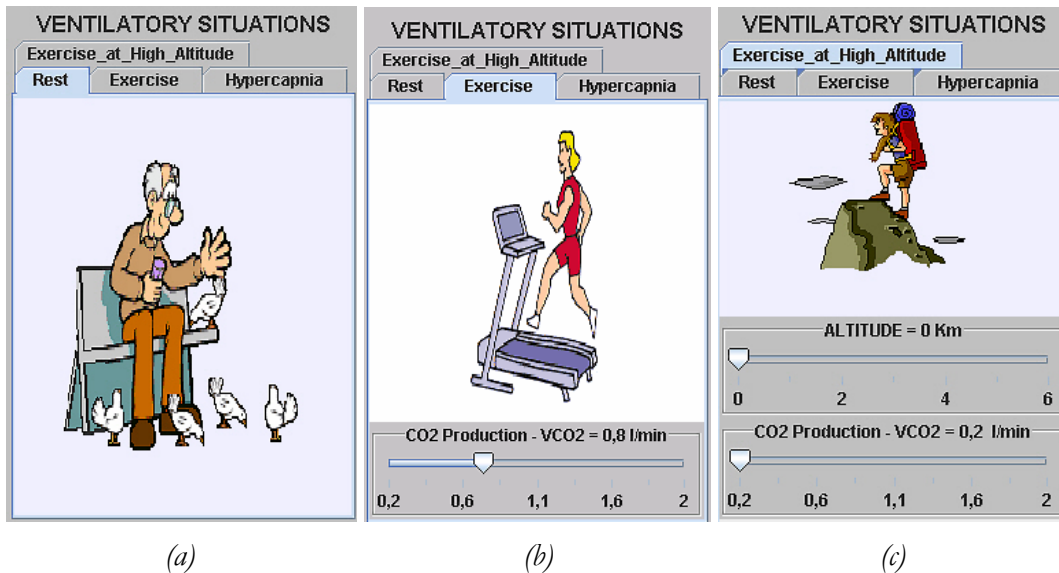 VENTILATORY SITUATIONS
Exercise_at_High_Altitude
Rest Exercise Hypercapnia
(a)
VENTILATORY SITUATIONS
Exercise_at_High_Altitude
Rest Exercise Hypercapnia
CO2 Production - VCO2 = 0,8 l/min
0,2 0,6 1,1 1,6 2
(b)
VENTILATORY SITUATIONS
Exercise_at_High_Altitude
Rest Exercise Hypercapnia
ALTITUDE = 0 Km
0 2 4 6
CO2 Production - VCO2 = 0,2 l/min
0,2 0,6 1,1 1,6 2
(c)